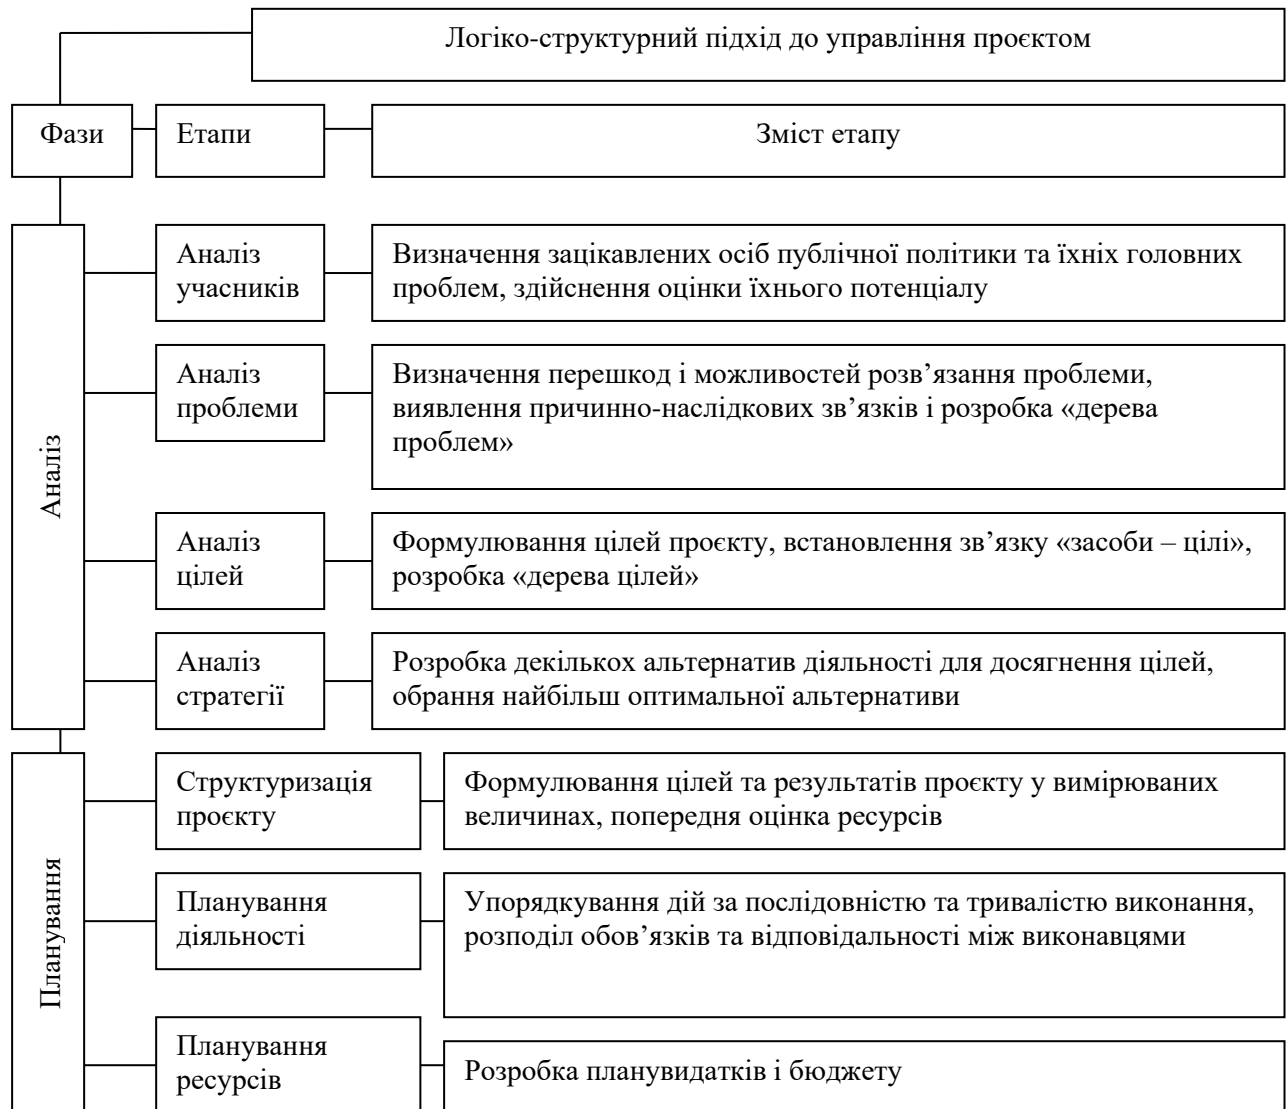 Логіко-структурний підхід до управління проєктом
Фази
Етапи
Зміст етапу
Аналіз
Аналіз
учасників
Визначення зацікавлених осіб публічної політики та їхніх головних
проблем, здійснення оцінки їхнього потенціалу
Аналіз
проблеми
Визначення перешкод і можливостей розв’язання проблеми,
виявлення причинно-наслідкових зв’язків і розробка «дерева
проблем»
Аналіз
цілей
Формулювання цілей проєкту, встановлення зв’язку «засоби – цілі»,
розробка «дерева цілей»
Аналіз
стратегії
Розробка декількох альтернатив діяльності для досягнення цілей,
обрання найбільш оптимальної альтернативи
Планування
Структуризація
проєкту
Формулювання цілей та результатів проєкту у вимірюваних
величинах, попередня оцінка ресурсів
Планування
діяльності
Упорядкування дій за послідовністю та тривалістю виконання,
розподіл обов’язків та відповідальності між виконавцями
Планування
ресурсів
Розробка планувидатків і бюджету